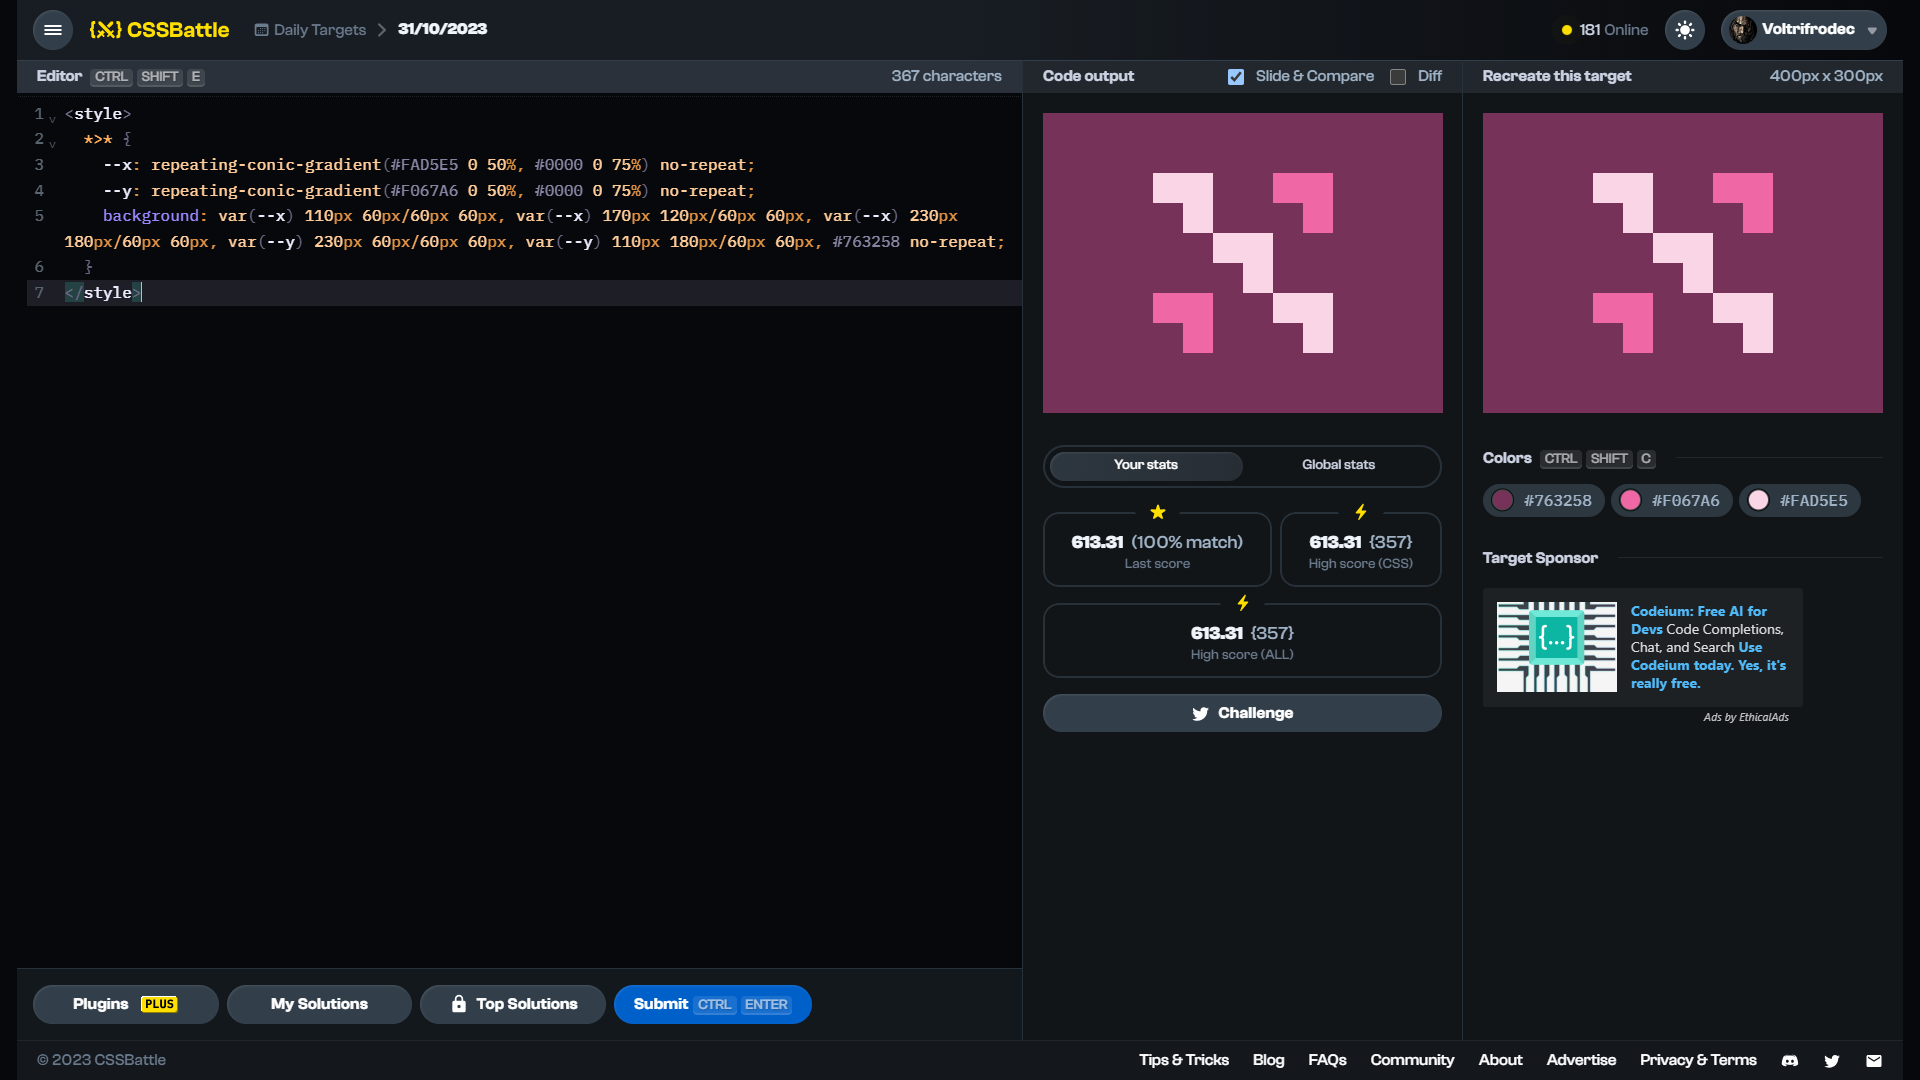 {X} CSSBattle
Daily Targets
31/10/2023
181 Online
Voltrifrodec
Editor CTRL SHIFT E
367 characters
1 <style>
2 *>* {
3 --x: repeating-conic-gradient(#FAD5E5 0 50%, #0000 0 75%) no-repeat;
4 --y: repeating-conic-gradient(#F067A6 0 50%, #0000 0 75%) no-repeat;
5 background: var(--x) 110px 60px/60px 60px, var(--x) 170px 120px/60px 60px, var(--x) 230px
180px/60px 60px, var(--y) 230px 60px/60px 60px, var(--y) 110px 180px/60px 60px, #763258 no-repeat;
6 }
7 </style>
Plugins PLUS
My Solutions
Top Solutions
Submit CTRL ENTER
Code output
Slide & Compare
Diff
Your stats
Global stats
613.31 (100% match)
Last score
613.31 {357}
High score (CSS)
613.31 {357}
High score (ALL)
Challenge
Recreate this target
400px x 300px
Colors CTRL SHIFT C
#763258
#F067A6
#FAD5E5
Target Sponsor
{...}
Codeium: Free AI for
Devs Code Completions,
Chat, and Search Use
Codeium today. Yes, it's
really free.
Ads by EthicalAds
© 2023 CSSBattle
Tips & Tricks
Blog
FAQs
Community
About
Advertise
Privacy & Terms